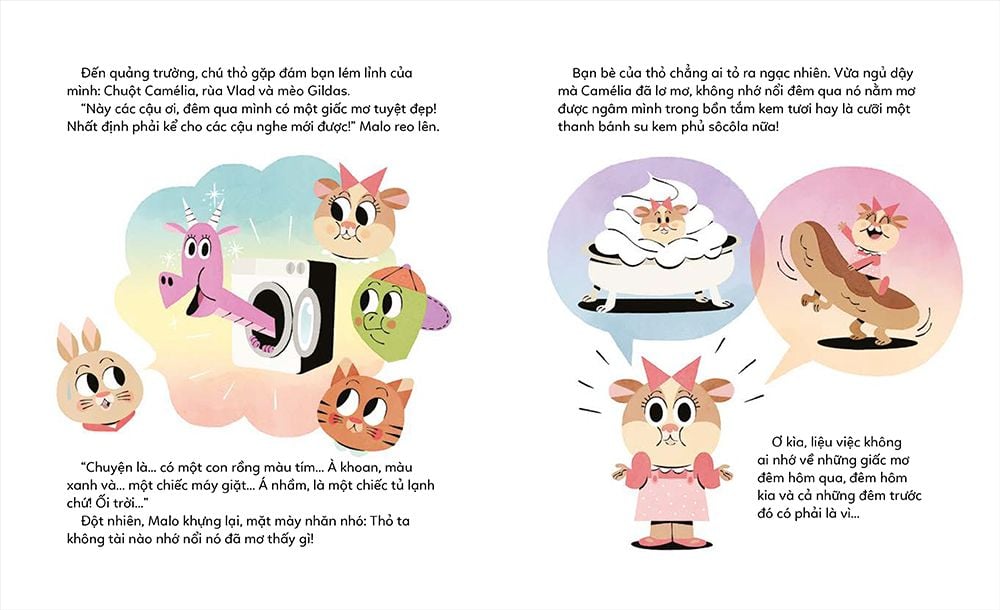 Đến quảng trường, chú thỏ gặp đám bạn lém lỉnh của
mình: Chuột Camélia, rùa Vlad và mèo Gildas.
“Này các cậu ơi, đêm qua mình có một giấc mơ tuyệt đẹp!
Nhất định phải kể cho các cậu nghe mới được!” Malo reo lên.
“Chuyện là... có một con rồng màu tím... À khoan, màu
xanh và... một chiếc máy giặt... Á nhầm, là một chiếc tủ lạnh
chứ! Ối trời...”
Đột nhiên, Malo khựng lại, mặt mày nhăn nhó: Thỏ ta
không tài nào nhớ nổi nó đã mơ thấy gì!
Bạn bè của thỏ chẳng ai tỏ ra ngạc nhiên. Vừa ngủ dậy
mà Camélia đã lơ mơ, không nhớ nổi đêm qua nó nằm mơ
được ngâm mình trong bồn tắm kem tươi hay là cưỡi một
thanh bánh su kem phủ sôcôla nữa!
Ơ kìa, liệu việc không
ai nhớ về những giấc mơ
đêm hôm qua, đêm hôm
kia và cả những đêm trước
đó có phải là vì...